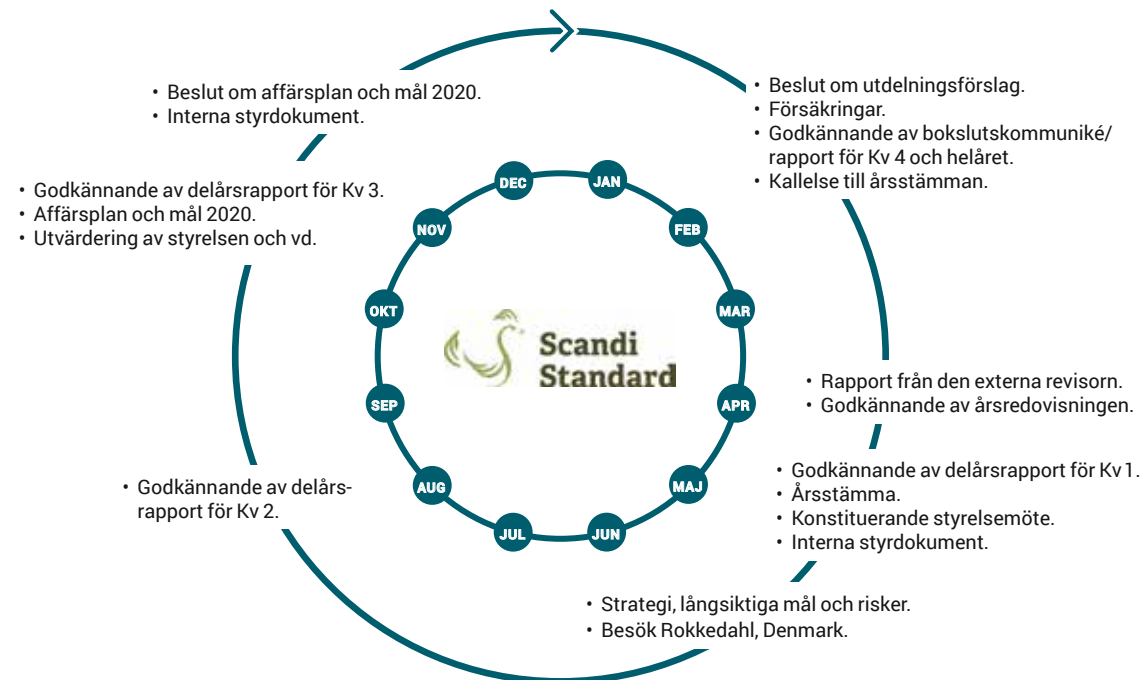 • Beslut om affärsplan och mål 2020.
• Interna styrdokument.
• Beslut om utdelningsförslag.
• Försäkringar.
• Godkännande av bokslutskommuniké/
rapport för Kv 4 och helåret.
• Kallelse till årsstämman.
• Godkännande av delårsrapport för Kv 3.
• Affärsplan och mål 2020.
• Utvärdering av styrelsen och vd.
DEC
JAN
NOV
FEB
OKT
MAR
Scandi
Standard
SEP
APR
• Rapport från den externa revisorn.
• Godkännande av årsredovisningen.
AUG
MAJ
JUL
JUN
• Godkännande av delårs-
rapport för Kv 2.
• Godkännande av delårsrapport för Kv 1.
• Årsstämma.
• Konstituerande styrelsemöte.
• Interna styrdokument.
• Strategi, långsiktiga mål och risker.
• Besök Rokkedahl, Denmark.